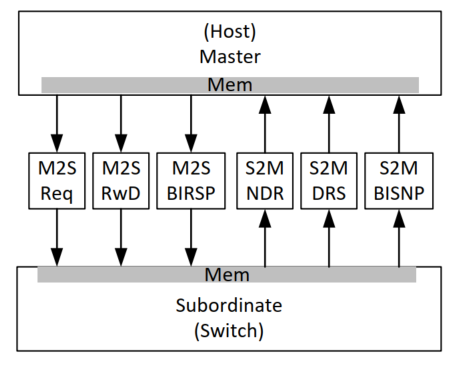 (Host)
Master
Mem
M2S
Req
M2S
RwD
M2S
BIRSP
S2M
NDR
S2M
DRS
S2M
BISNP
Mem
Subordinate
(Switch)